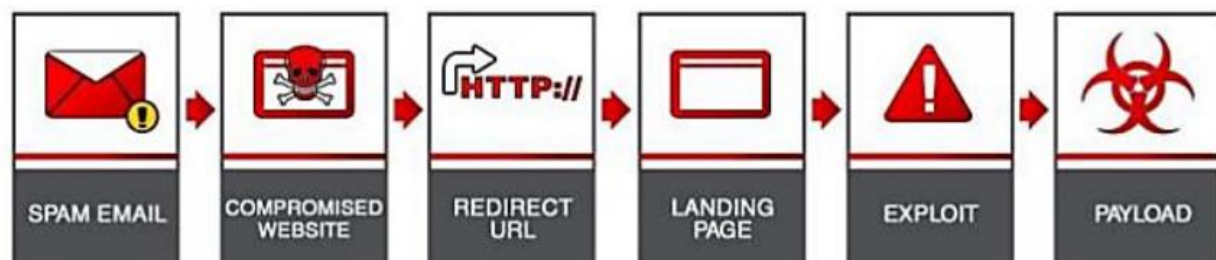 HTTP://
SPAM EMAIL
COMPROMISED
WEBSITE
REDIRECT
URL
LANDING
PAGE
EXPLOIT
PAYLOAD